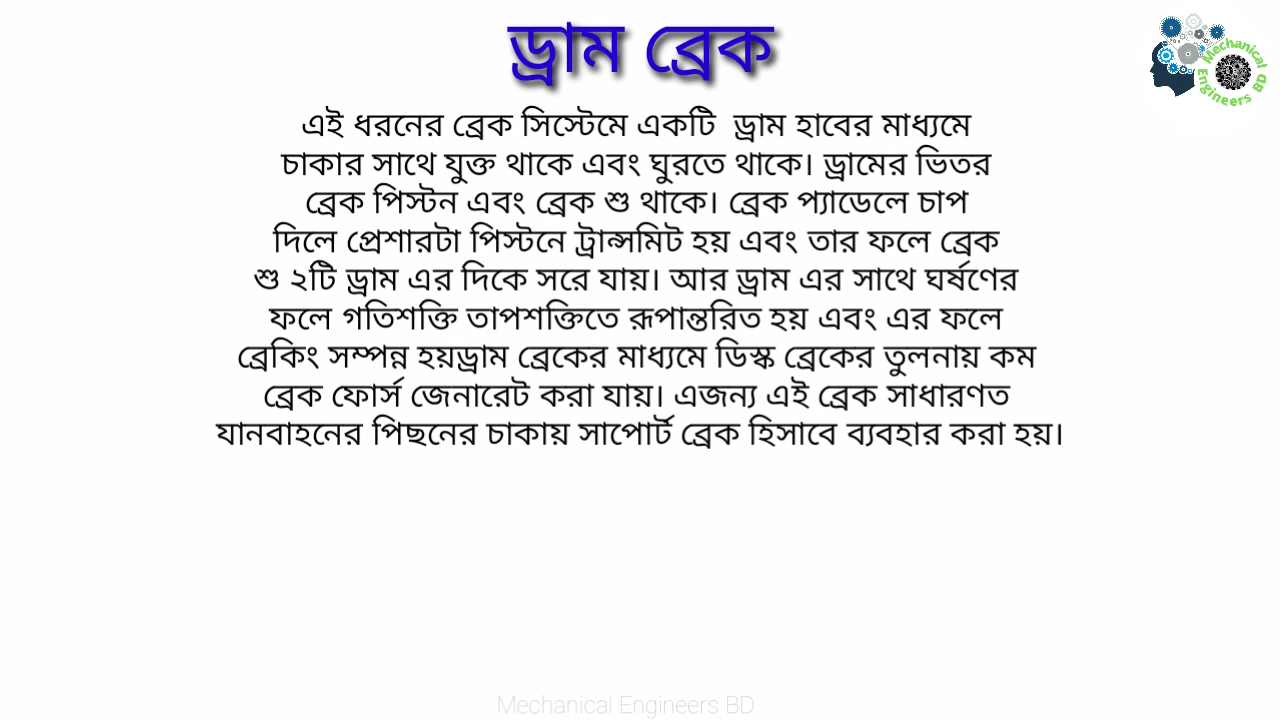 ড্রাম ব্রেক
Mechanical Engineers BD
এই ধরনের ব্রেক সিস্টেমে একটি ড্রাম হাবের মাধ্যমে
চাকার সাথে যুক্ত থাকে এবং ঘুরতে থাকে। ড্রামের ভিতর
ব্রেক পিস্টন এবং ব্রেক শু থাকে। ব্রেক প্যাডেলে চাপ
দিলে প্রেশারটা পিস্টনে ট্রান্সমিট হয় এবং তার ফলে ব্রেক
শু ২টি ড্রাম এর দিকে সরে যায়। আর ড্রাম এর সাথে ঘর্ষণের
ফলে গতিশক্তি তাপশক্তিতে রূপান্তরিত হয় এবং এর ফলে
ব্রেকিং সম্পন্ন হয়ড্রাম ব্রেকের মাধ্যমে ডিস্ক ব্রেকের তুলনায় কম
ব্রেক ফোর্স জেনারেট করা যায়। এজন্য এই ব্রেক সাধারণত
যানবাহনের পিছনের চাকায় সাপোর্ট ব্রেক হিসাবে ব্যবহার করা হয়।
Mechanical Engineers BD